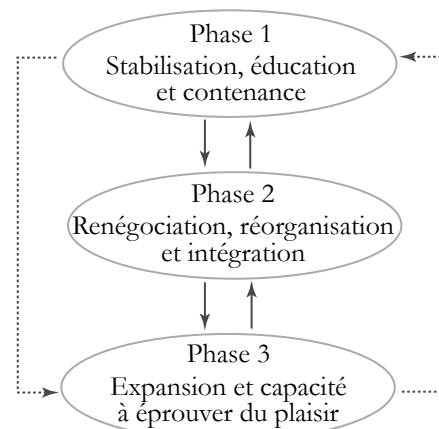 Phase 1
Stabilisation, éducation
et contenance
Phase 2
Renégociation, réorganisation
et intégration
Phase 3
Expansion et capacité
à éprouver du plaisir